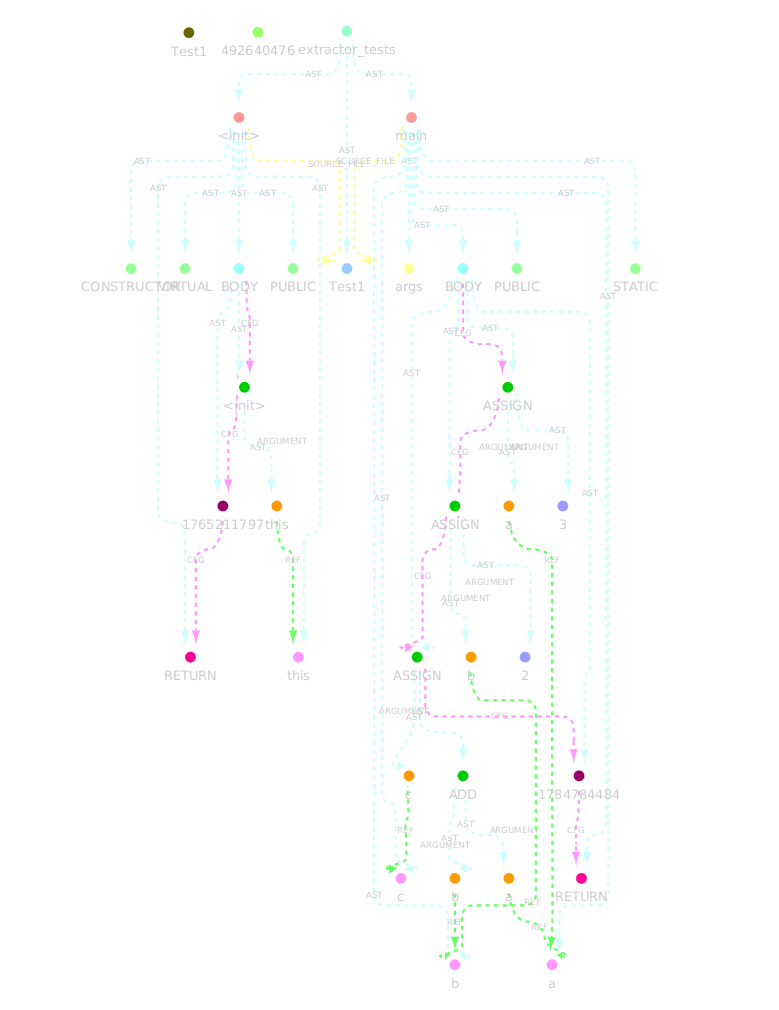 Test1 492640476 extractor_tests
AST AST
<init> main
AST
AST SOURCE_FILE SOURCE_FILE AST AST
AST AST AST AST AST AST
AST
AST
CONSTRUCTOR VIRTUAL BODY PUBLIC Test1 args BODY PUBLIC STATIC
AST
AST AST CFG AST CFG AST
AST
<init> ASSIGN
CFG AST ARGUMENT AST
CFG AST ARGUMENT ARGUMENT
AST AST
1765211797 this ASSIGN a 3
CFG REF REF
AST
CFG ARGUMENT
ARGUMENT
AST
RETURN this ASSIGN b 2
ARGUMENT AST CFG
c ADD 1784784484
REF AST AST ARGUMENT CFG
ARGUMENT
c b a RETURN
AST REF
REF REF
b a